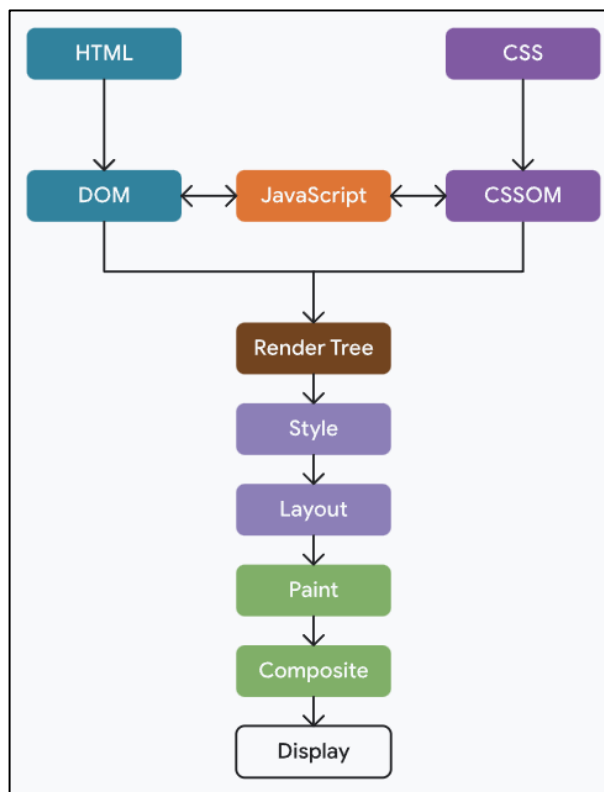 HTML
CSS
DOM
JavaScript
CSSOM
Render Tree
Style
Layout
Paint
Composite
Display